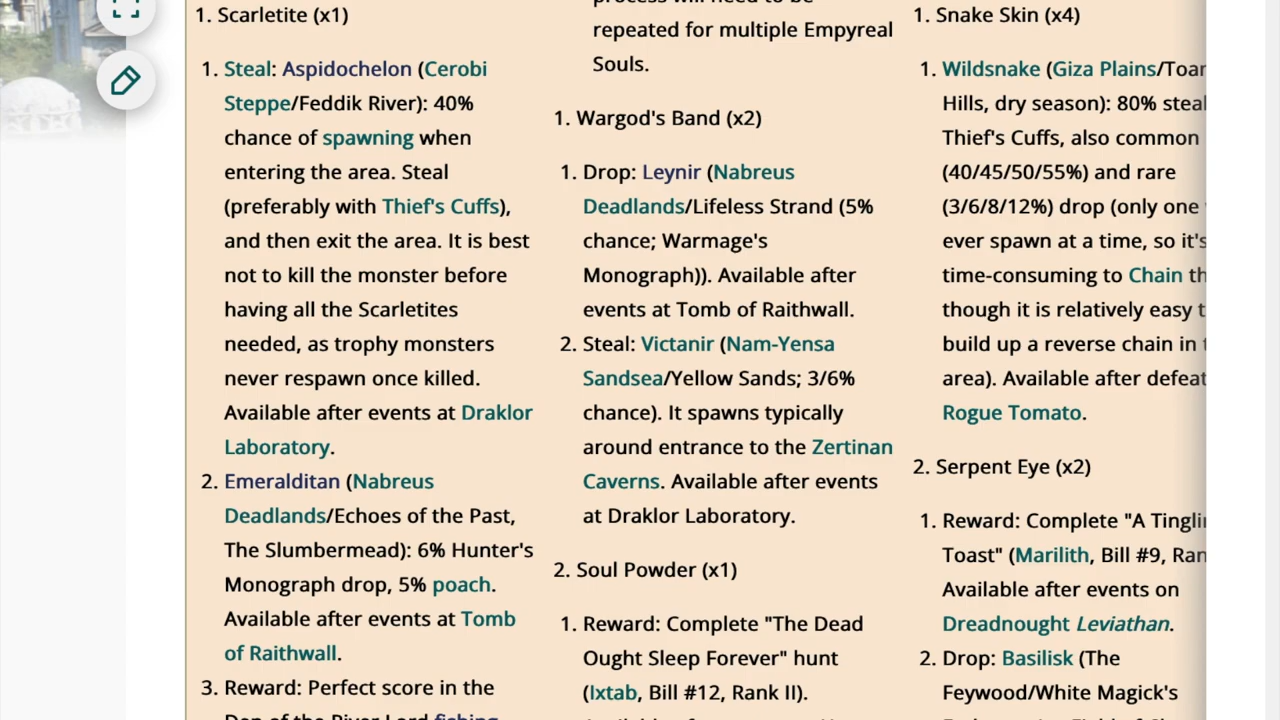 1. Scarletite (x1)
1. Steal: Aspidochelon (Cerobi
Steppe/Feddik River): 40%
chance of spawning when
entering the area. Steal
(preferably with Thief's Cuffs),
and then exit the area. It is best
not to kill the monster before
having all the Scarletites
needed, as trophy monsters
never respawn once killed.
Available after events at Draklor
Laboratory.
2. Emeralditan (Nabreus
Deadlands/Echoes of the Past,
The Slumbermead): 6% Hunter's
Monograph drop, 5% poach.
Available after events at Tomb
of Raithwall.
3. Reward: Perfect score in the
Den of the River Lord fishing
process will need to be
repeated for multiple Empyreal
Souls.
1. Wargod's Band (x2)
1. Drop: Leynir (Nabreus
Deadlands/Lifeless Strand (5%
chance; Warmage's
Monograph)). Available after
events at Tomb of Raithwall.
2. Steal: Victanir (Nam-Yensa
Sandsea/Yellow Sands; 3/6%
chance). It spawns typically
around entrance to the Zertinan
Caverns. Available after events
at Draklor Laboratory.
2. Soul Powder (x1)
1. Reward: Complete "The Dead
Ought Sleep Forever" hunt
(Ixtab, Bill #12, Rank II).
1. Snake Skin (x4)
1. Wildsnake (Giza Plains/Toar
Hills, dry season): 80% steal
Thief's Cuffs, also common
(40/45/50/55%) and rare
(3/6/8/12%) drop (only one
ever spawn at a time, so it's
time-consuming to Chain th
though it is relatively easy t
build up a reverse chain in
area). Available after defeat
Rogue Tomato.
2. Serpent Eye (x2)
1. Reward: Complete "A Tingli
Toast" (Marilith, Bill #9, Ran
Available after events on
Dreadnought Leviathan.
2. Drop: Basilisk (The
Feywood/White Magick's